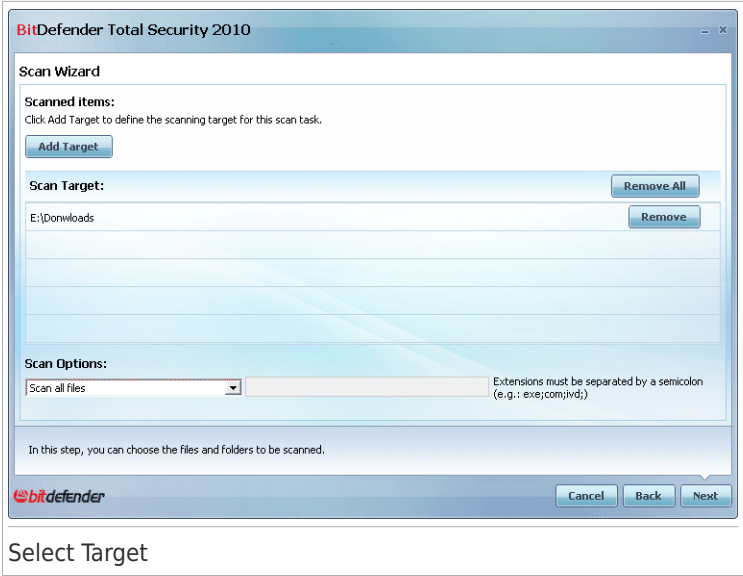 BitDefender Total Security 2010
Scan Wizard
Scanned items:
Click Add Target to define the scanning target for this scan task.
Add Target
Scan Target:
Remove All
E:\Donwloads
Remove
Scan Options:
Scan all files
Extensions must be separated by a semicolon
(e.g.: exe;com;ivd;)
In this step, you can choose the files and folders to be scanned.
bitdefender
Cancel
Back
Next
Select Target